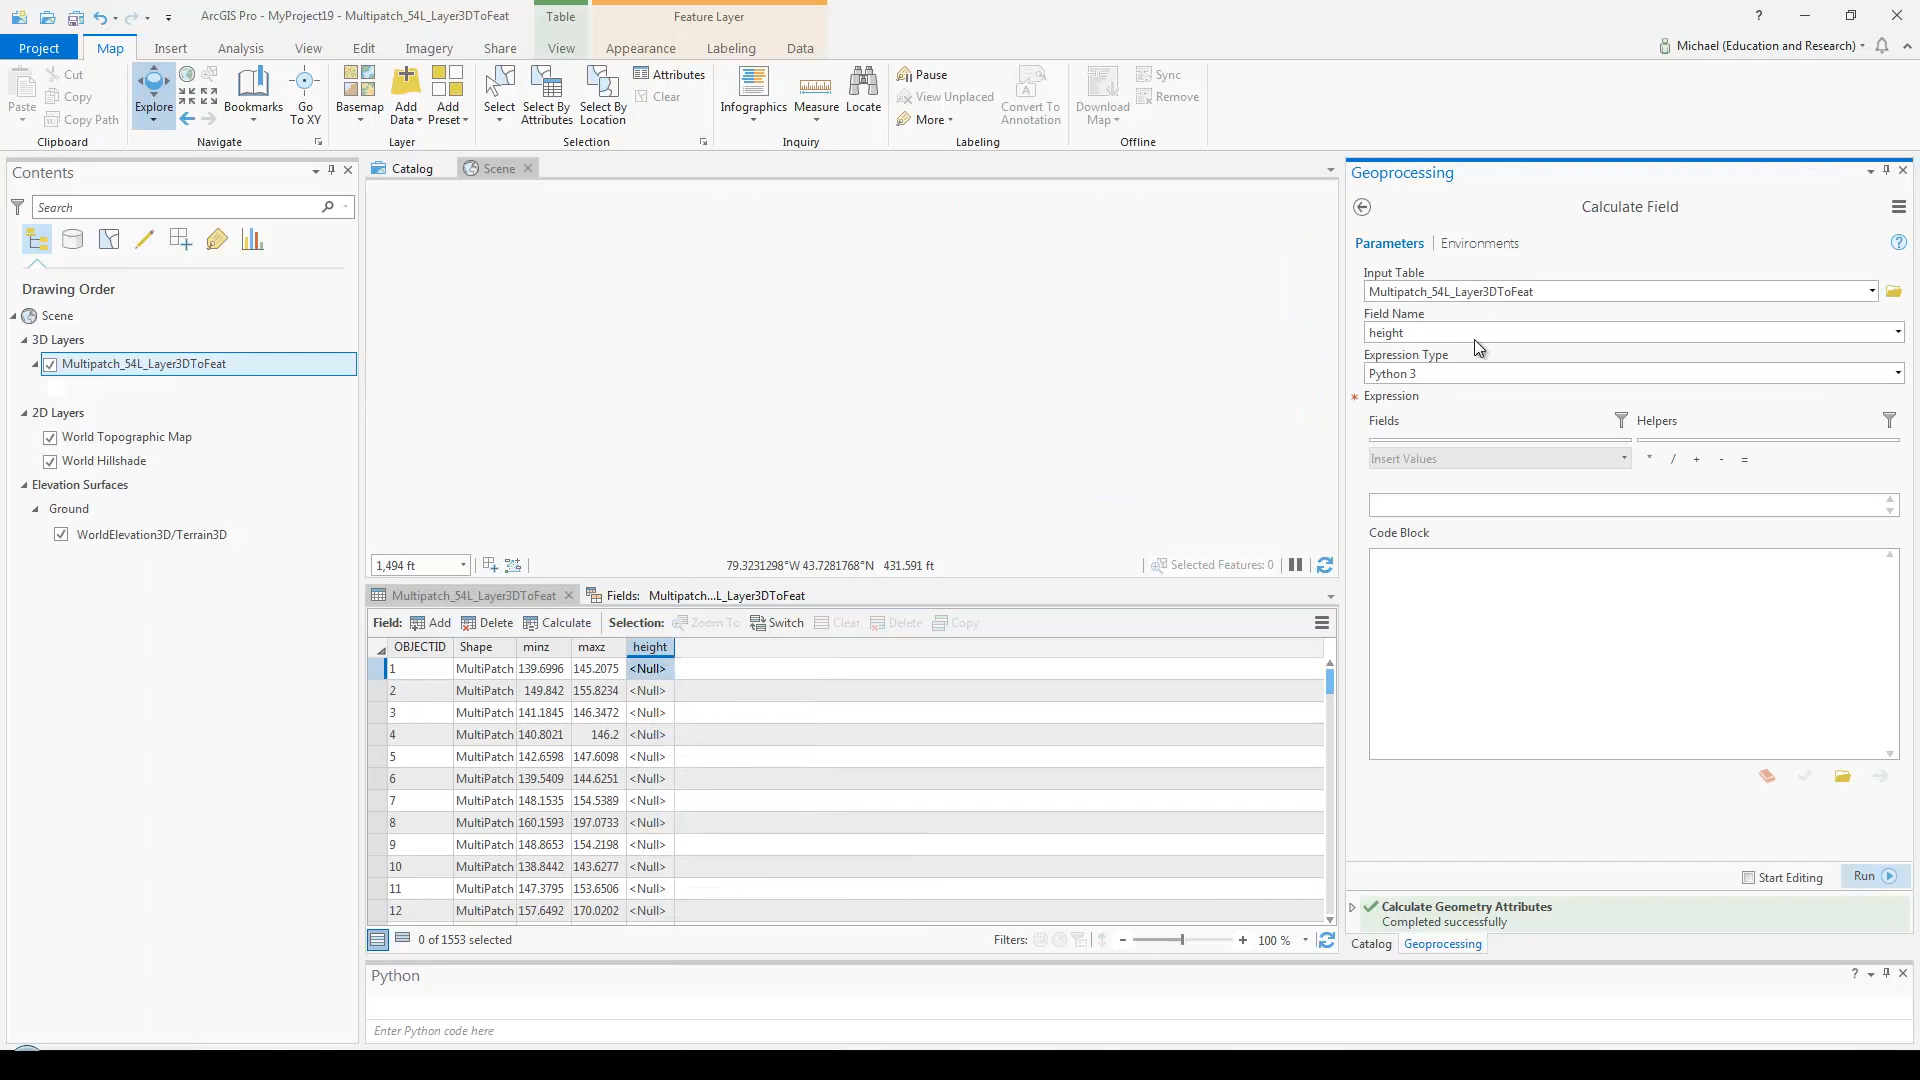 ArcGIS Pro - MyProject19 - Multipatch_54L_Layer3DToFeat
Table
Feature Layer
?
Project
Map
Insert
Analysis
View
Edit
Imagery
Share
View
Appearance
Labeling
Data
Michael (Education and Research)
Paste
Cut
Copy
Copy Path
Clipboard
Explore
Bookmarks
Go To XY
Navigate
Basemap
Add Data
Add Preset
Layer
Select
Select By Attributes
Select By Location
Attributes
Clear
Selection
Infographics
Measure
Locate
Inquiry
Pause
View Unplaced
More
Convert To Annotation
Labeling
Download Map
Sync
Remove
Offline
Contents
Search
Drawing Order
Scene
3D Layers
Multipatch_54L_Layer3DToFeat
2D Layers
World Topographic Map
World Hillshade
Elevation Surfaces
Ground
WorldElevation3D/Terrain3D
Catalog
Scene
1,494 ft
79.3231298°W 43.7281768°N 431.591 ft
Selected Features: 0
Multipatch_54L_Layer3DToFeat
Fields: Multipatch...L_Layer3DToFeat
Field: Add Delete Calculate Selection: Zoom To Switch Clear Delete Copy
OBJECTID Shape minz maxz height
1 MultiPatch 139.6996 145.2075 <Null>
2 MultiPatch 149.842 155.8234 <Null>
3 MultiPatch 141.1845 146.3472 <Null>
4 MultiPatch 140.8021 146.2 <Null>
5 MultiPatch 142.6598 147.6098 <Null>
6 MultiPatch 139.5409 144.6251 <Null>
7 MultiPatch 148.1535 154.5389 <Null>
8 MultiPatch 160.1593 197.0733 <Null>
9 MultiPatch 148.8653 154.2198 <Null>
10 MultiPatch 138.8442 143.6277 <Null>
11 MultiPatch 147.3795 153.6506 <Null>
12 MultiPatch 157.6492 170.0202 <Null>
0 of 1553 selected
Filters:
100 %
Python
?
Enter Python code here
Geoprocessing
Calculate Field
Parameters
Environments
?
Input Table
Multipatch_54L_Layer3DToFeat
Field Name
height
Expression Type
Python 3
* Expression
Fields
Helpers
Insert Values
* / + - =
Code Block
Start Editing
Run
Calculate Geometry Attributes
Completed successfully
Catalog
Geoprocessing